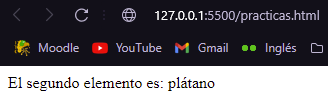 127.0.0.1:5500/practicas.html
Moodle YouTube Gmail Inglés
El segundo elemento es: plátano